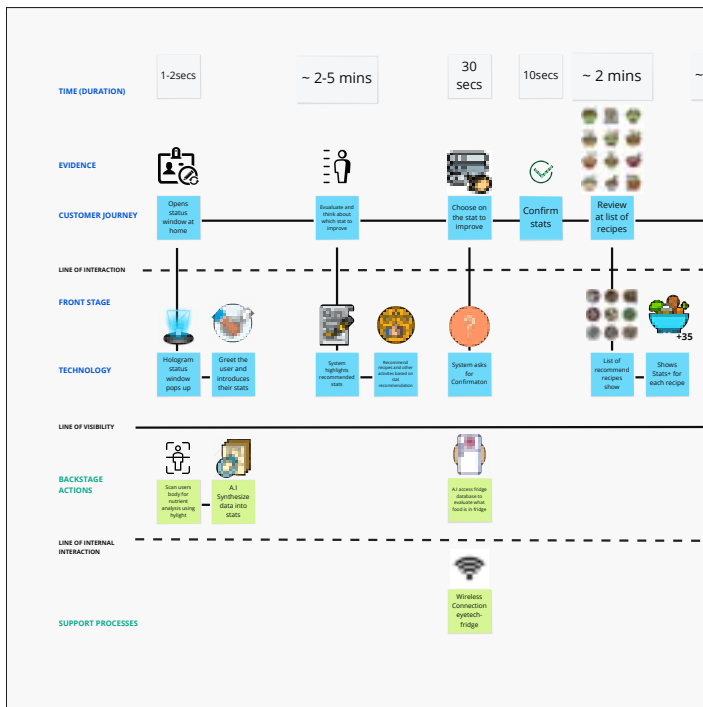 1-2secs
~ 2-5 mins
30
secs
10secs
~ 2 mins
~
TIME (DURATION)
EVIDENCE
CUSTOMER JOURNEY
Opens
status
window at
home
Evualuate and
think about
which stat to
improve
Choose on
the stat to
improve
Confirm
stats
Review
at list of
recipes
LINE OF INTERACTION
FRONT STAGE
?
+35
TECHNOLOGY
Hologram
status
window
pops up
Greet the
user and
introduces
their stats
System
highlights
recommended
stats
Recommend
recipes and other
activities based on
stat
recommendation
System asks
for
Confirmaton
List of
recommend
recipes
show
Shows
Stats+ for
each recipe
LINE OF VISIBILITY
BACKSTAGE
ACTIONS
Scan users
body for
nutrient
analysis using
hylight
A.I
Synthesize
data into
stats
A.I access fridge
database to
evaluate what
food is in fridge
LINE OF INTERNAL
INTERACTION
Wireless
Connection
eyetech-
fridge
SUPPORT PROCESSES